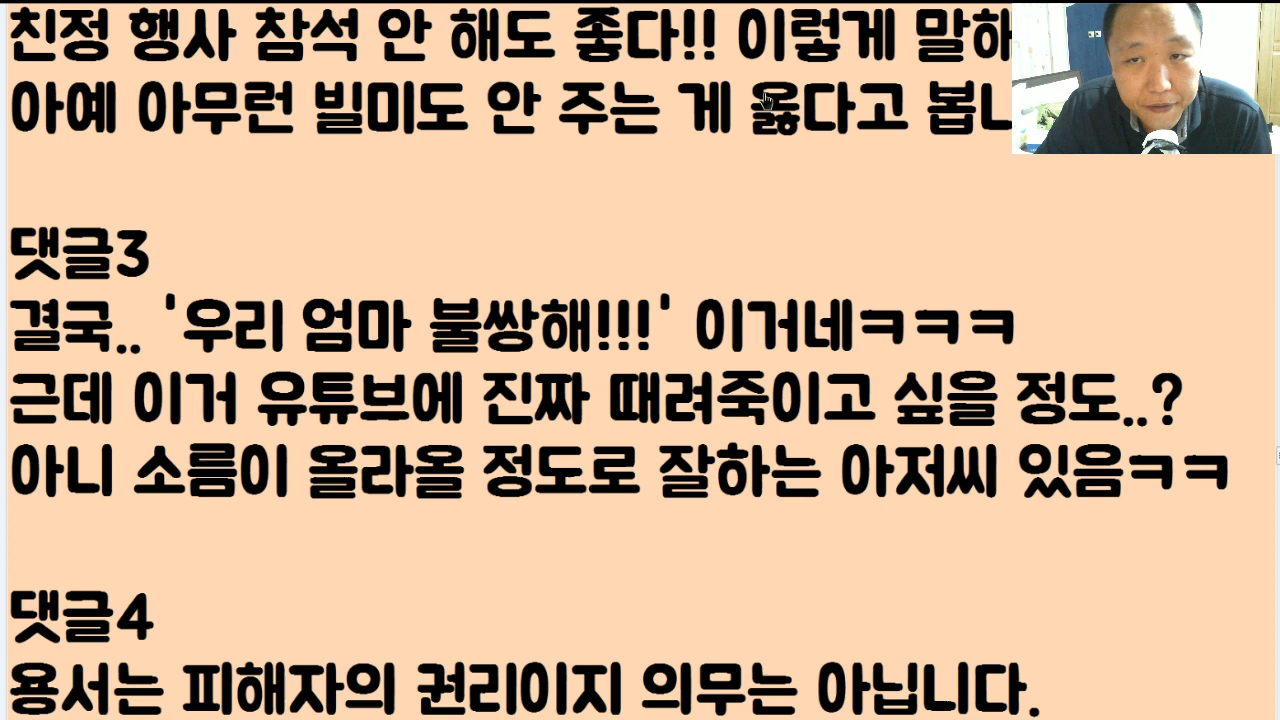 친정 행사 참석 안 해도 좋다!! 이렇게 말해
아예 아무런 빌미도 안 주는 게 옳다고 봅니
댓글3
결국.. '우리 엄마 불쌍해!!!' 이거네ㅋㅋㅋ
근데 이거 유튜브에 진짜 때려죽이고 싶을 정도..?
아니 소름이 올라올 정도로 잘하는 아저씨 있음ㅋㅋ
댓글4
용서는 피해자의 권리이지 의무는 아닙니다.